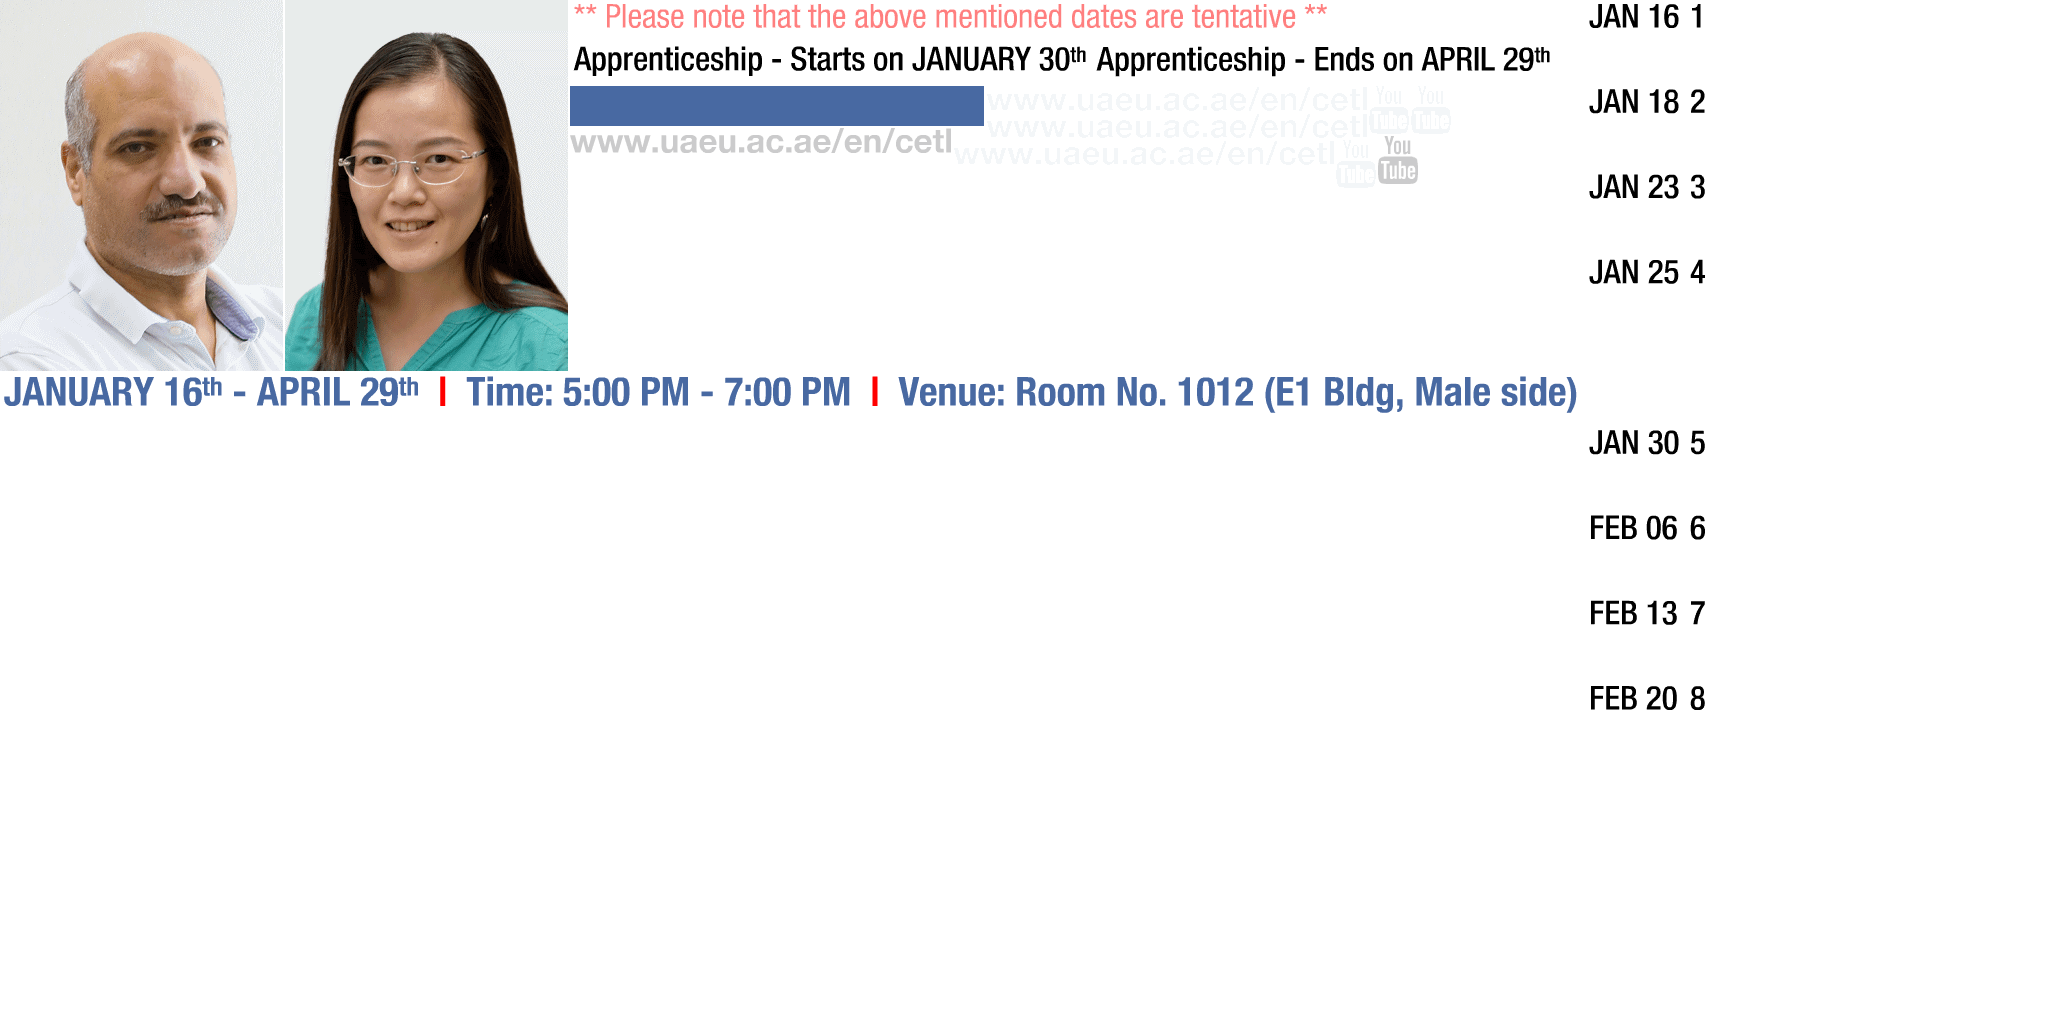 ** Please note that the above mentioned dates are tentative **
Apprenticeship - Starts on JANUARY 30th Apprenticeship - Ends on APRIL 29th
www.uaeu.ac.ae/en/cetl You You
www.uaeu.ac.ae/en/cetl Tube Tube
www.uaeu.ac.ae/en/cetl
www.uaeu.ac.ae/en/cetl You You
Tube Tube
JANUARY 16th - APRIL 29th | Time: 5:00 PM - 7:00 PM | Venue: Room No. 1012 (E1 Bldg, Male side)
JAN 16 1
JAN 18 2
JAN 23 3
JAN 25 4
JAN 30 5
FEB 06 6
FEB 13 7
FEB 20 8